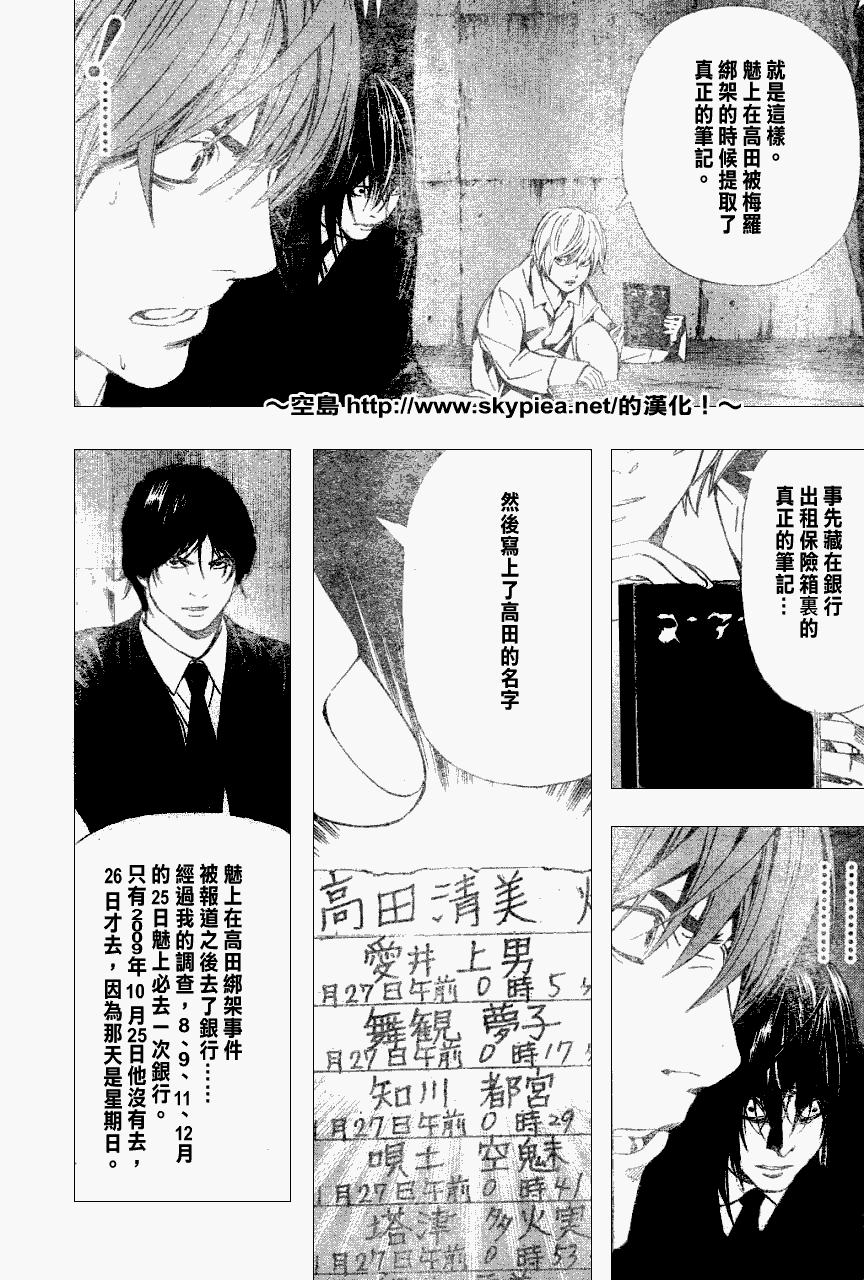 就是這樣。
魅上在高田被梅羅
綁架的時候提取了
真正的筆記。
！…………
～空島 http://www.skypiea.net/的漢化！～
事先藏在銀行
出租保險箱裏的
真正的筆記…
然後寫上了高田的名字
高田清美
愛井上男
月27日午前0時5
舞観 夢子
月27日午前0時17
知川 都宮
1月27日午前0時29
唄土 空魅
1月27日午前0時41
塔津 多火実
1月27日午前0時53
…………
…………
魅上在高田綁架事件
被報道之後去了銀行……
經過我的調查，8、9、11、12月
的25日魅上必去一次銀行。
只有2009年10月25日他沒有去，
26日才去，因為那天是星期日。